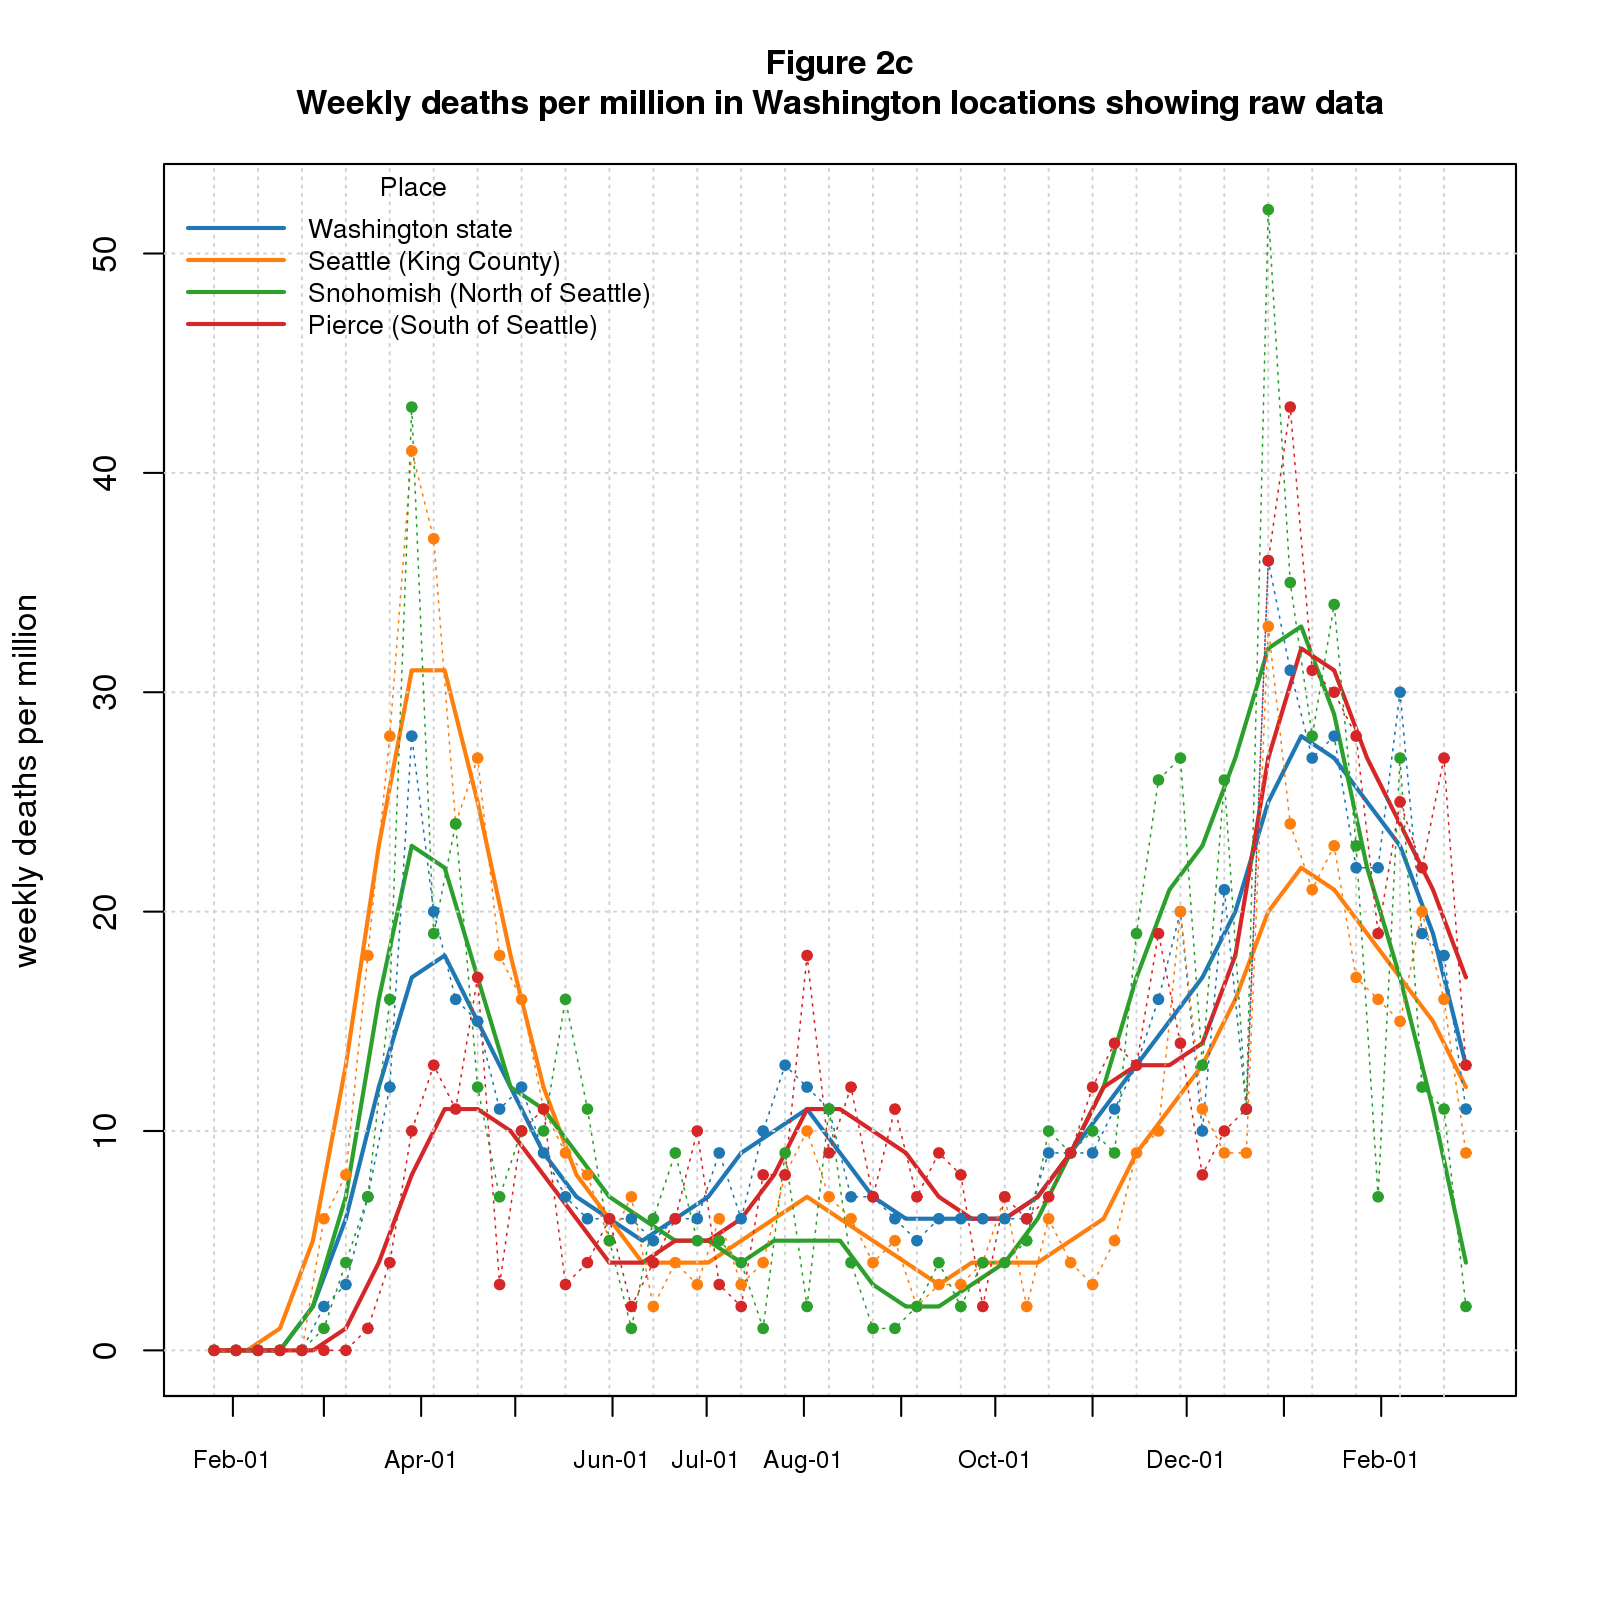 Figure 2c
Weekly deaths per million in Washington locations showing raw data
Place
Washington state
Seattle (King County)
Snohomish (North of Seattle)
Pierce (South of Seattle)
weekly deaths per million
50
40
30
20
10
0
Feb-01 Apr-01 Jun-01 Jul-01 Aug-01 Oct-01 Dec-01 Feb-01